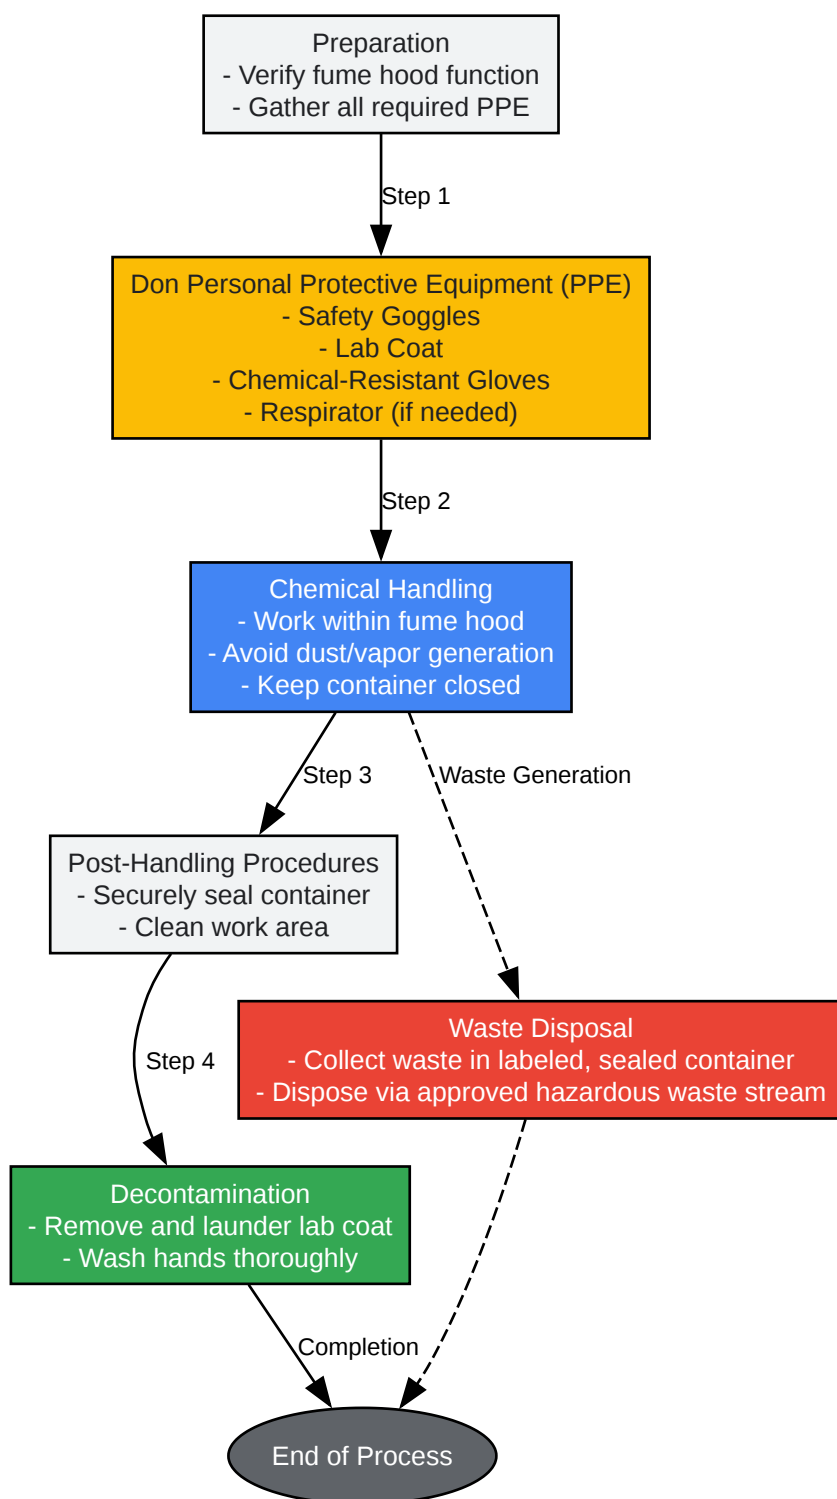 Preparation
- Verify fume hood function
- Gather all required PPE
Step 1
Don Personal Protective Equipment (PPE)
- Safety Goggles
- Lab Coat
- Chemical-Resistant Gloves
- Respirator (if needed)
Step 2
Chemical Handling
- Work within fume hood
- Avoid dust/vapor generation
- Keep container closed
Step 3
Waste Generation
Post-Handling Procedures
- Securely seal container
- Clean work area
Step 4
Waste Disposal
- Collect waste in labeled, sealed container
- Dispose via approved hazardous waste stream
Decontamination
- Remove and launder lab coat
- Wash hands thoroughly
Completion
End of Process